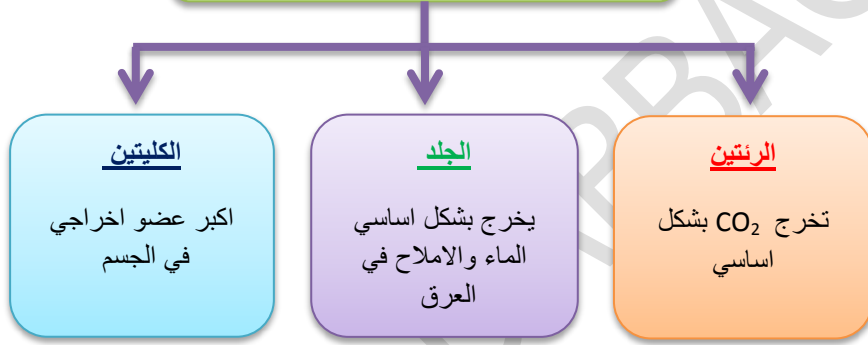 الرئتين
تخرج CO₂ بشكل
اساسي
الجلد
يخرج بشكل اساسي
الماء والاملاح في
العرق
الكليتين
اكبر عضو اخراجي
في الجسم